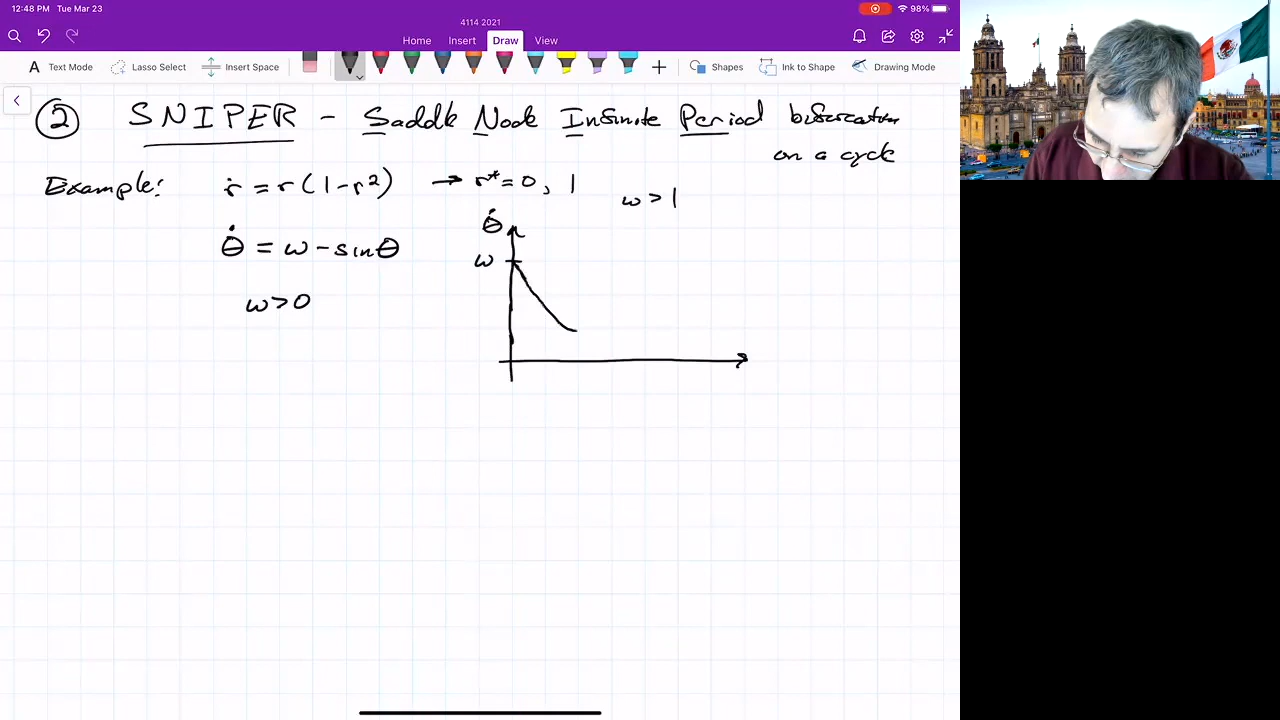 12:48 PM Tue Mar 23
98%
4114 2021
Home Insert Draw View
Text Mode Lasso Select Insert Space Shapes Ink to Shape Drawing Mode
② SNIPER - Saddle Node Infinite Period bifurcation
on a cycle
Example: ṙ = r(1-r²) → r* = 0, 1
ω > 1
θ̇ = ω - sinθ
θ̇
ω
ω > 0